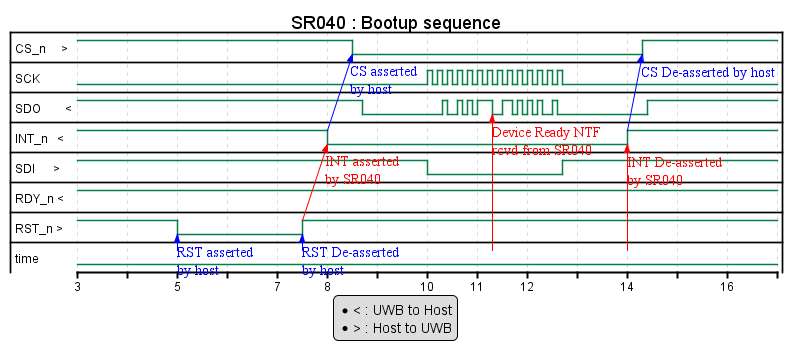 SR040 : Bootup sequence
CS_n >
CS asserted
by host
CS De-asserted by host
SCK
SDO <
Device Ready NTF
rcvd from SR040
INT_n <
INT asserted
by SR040
INT De-asserted
by SR040
SDI >
RDY_n <
RST_n >
RST asserted
by host
RST De-asserted
by host
time
3 5 7 8 10 11 12 14 16
• < : UWB to Host
• > : Host to UWB